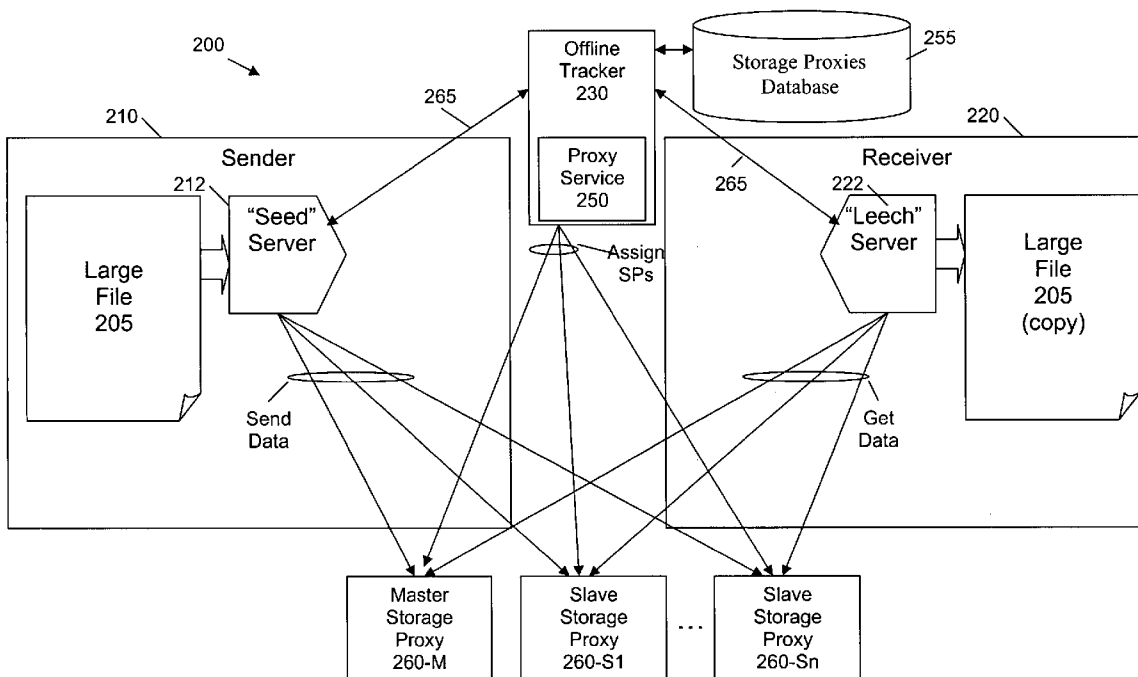 200
Offline
Tracker
230
Storage Proxies
Database
255
265
210
220
Sender
Proxy
Service
250
265
Receiver
212
"Seed"
Server
222
"Leech"
Server
Large
File
205
Assign
SPs
Large
File
205
(copy)
Send
Data
Get
Data
Master
Storage
Proxy
260-M
Slave
Storage
Proxy
260-S1
...
Slave
Storage
Proxy
260-Sn